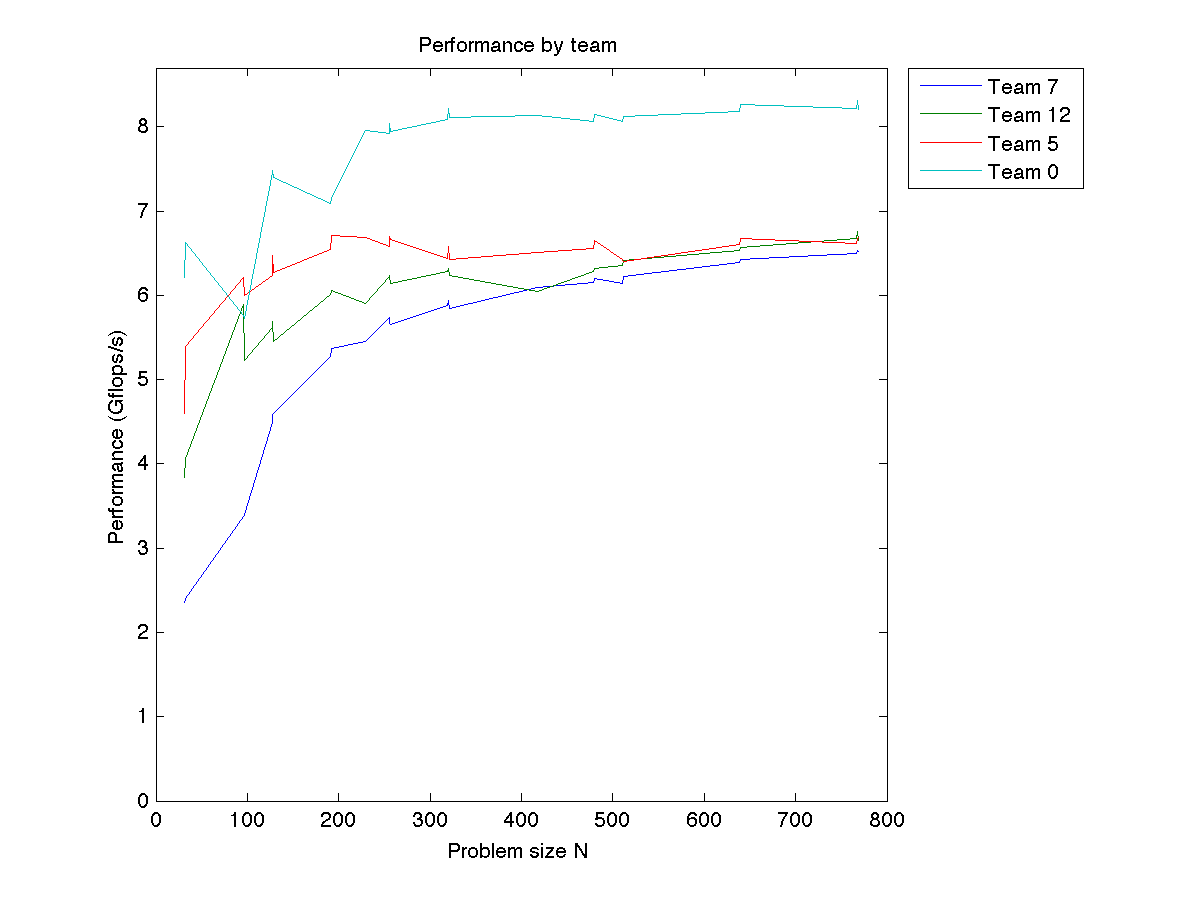 Performance by team
Team 7
Team 12
Team 5
Team 0
Performance (Gflops/s)
8
7
6
5
4
3
2
1
0
0 100 200 300 400 500 600 700 800
Problem size N